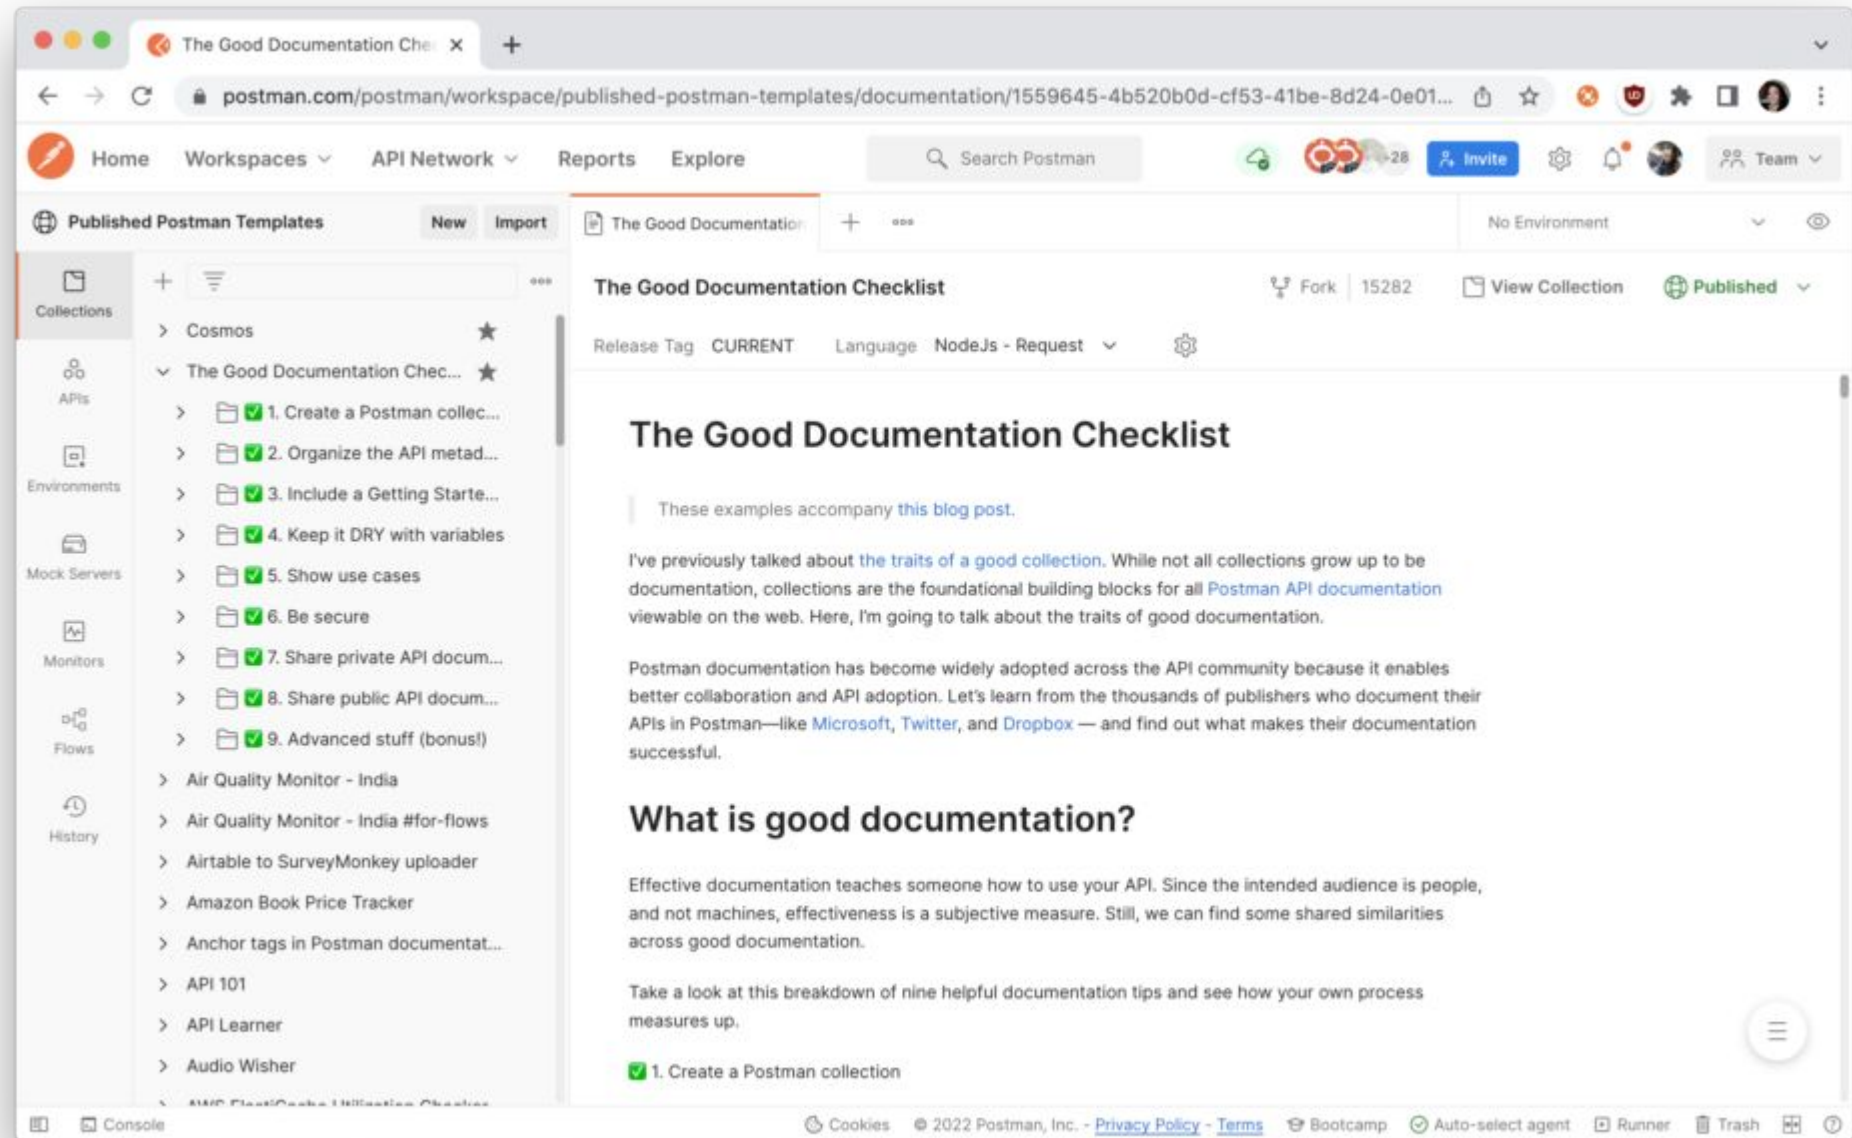 The Good Documentation Che
postman.com/postman/workspace/published-postman-templates/documentation/1559645-4b520b0d-cf53-41be-8d24-0e01...
Home Workspaces API Network Reports Explore Search Postman +28 Invite Team
Published Postman Templates New Import The Good Documentation No Environment
Collections
APIs
Environments
Mock Servers
Monitors
Flows
History
Cosmos
The Good Documentation Chec...
✅ 1. Create a Postman collec...
✅ 2. Organize the API metad...
✅ 3. Include a Getting Starte...
✅ 4. Keep it DRY with variables
✅ 5. Show use cases
✅ 6. Be secure
✅ 7. Share private API docum...
✅ 8. Share public API docum...
✅ 9. Advanced stuff (bonus!)
Air Quality Monitor - India
Air Quality Monitor - India #for-flows
Airtable to SurveyMonkey uploader
Amazon Book Price Tracker
Anchor tags in Postman documentat...
API 101
API Learner
Audio Wisher
The Good Documentation Checklist Fork 15282 View Collection Published
Release Tag CURRENT Language NodeJs - Request
The Good Documentation Checklist
These examples accompany this blog post.
I've previously talked about the traits of a good collection. While not all collections grow up to be
documentation, collections are the foundational building blocks for all Postman API documentation
viewable on the web. Here, I'm going to talk about the traits of good documentation.
Postman documentation has become widely adopted across the API community because it enables
better collaboration and API adoption. Let's learn from the thousands of publishers who document their
APIs in Postman—like Microsoft, Twitter, and Dropbox — and find out what makes their documentation
successful.
What is good documentation?
Effective documentation teaches someone how to use your API. Since the intended audience is people,
and not machines, effectiveness is a subjective measure. Still, we can find some shared similarities
across good documentation.
Take a look at this breakdown of nine helpful documentation tips and see how your own process
measures up.
✅ 1. Create a Postman collection
Console Cookies © 2022 Postman, Inc. - Privacy Policy - Terms Bootcamp Auto-select agent Runner Trash